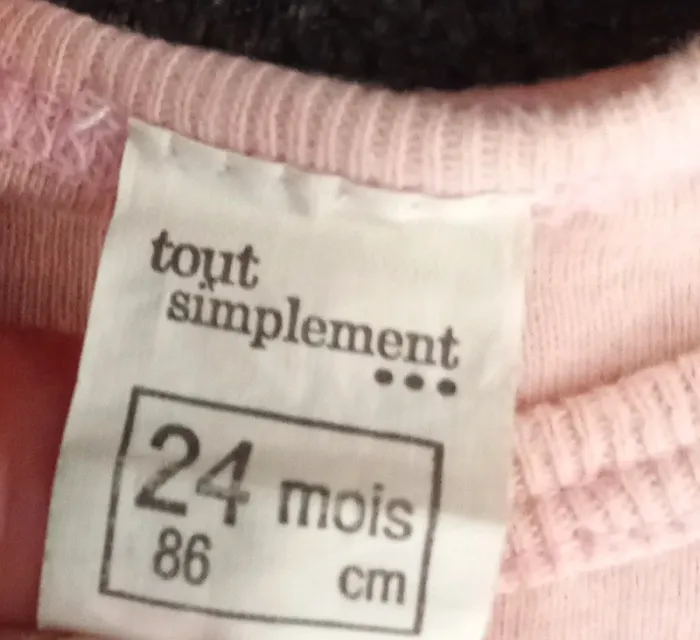 tout
simplement
...
24 mois
86 cm